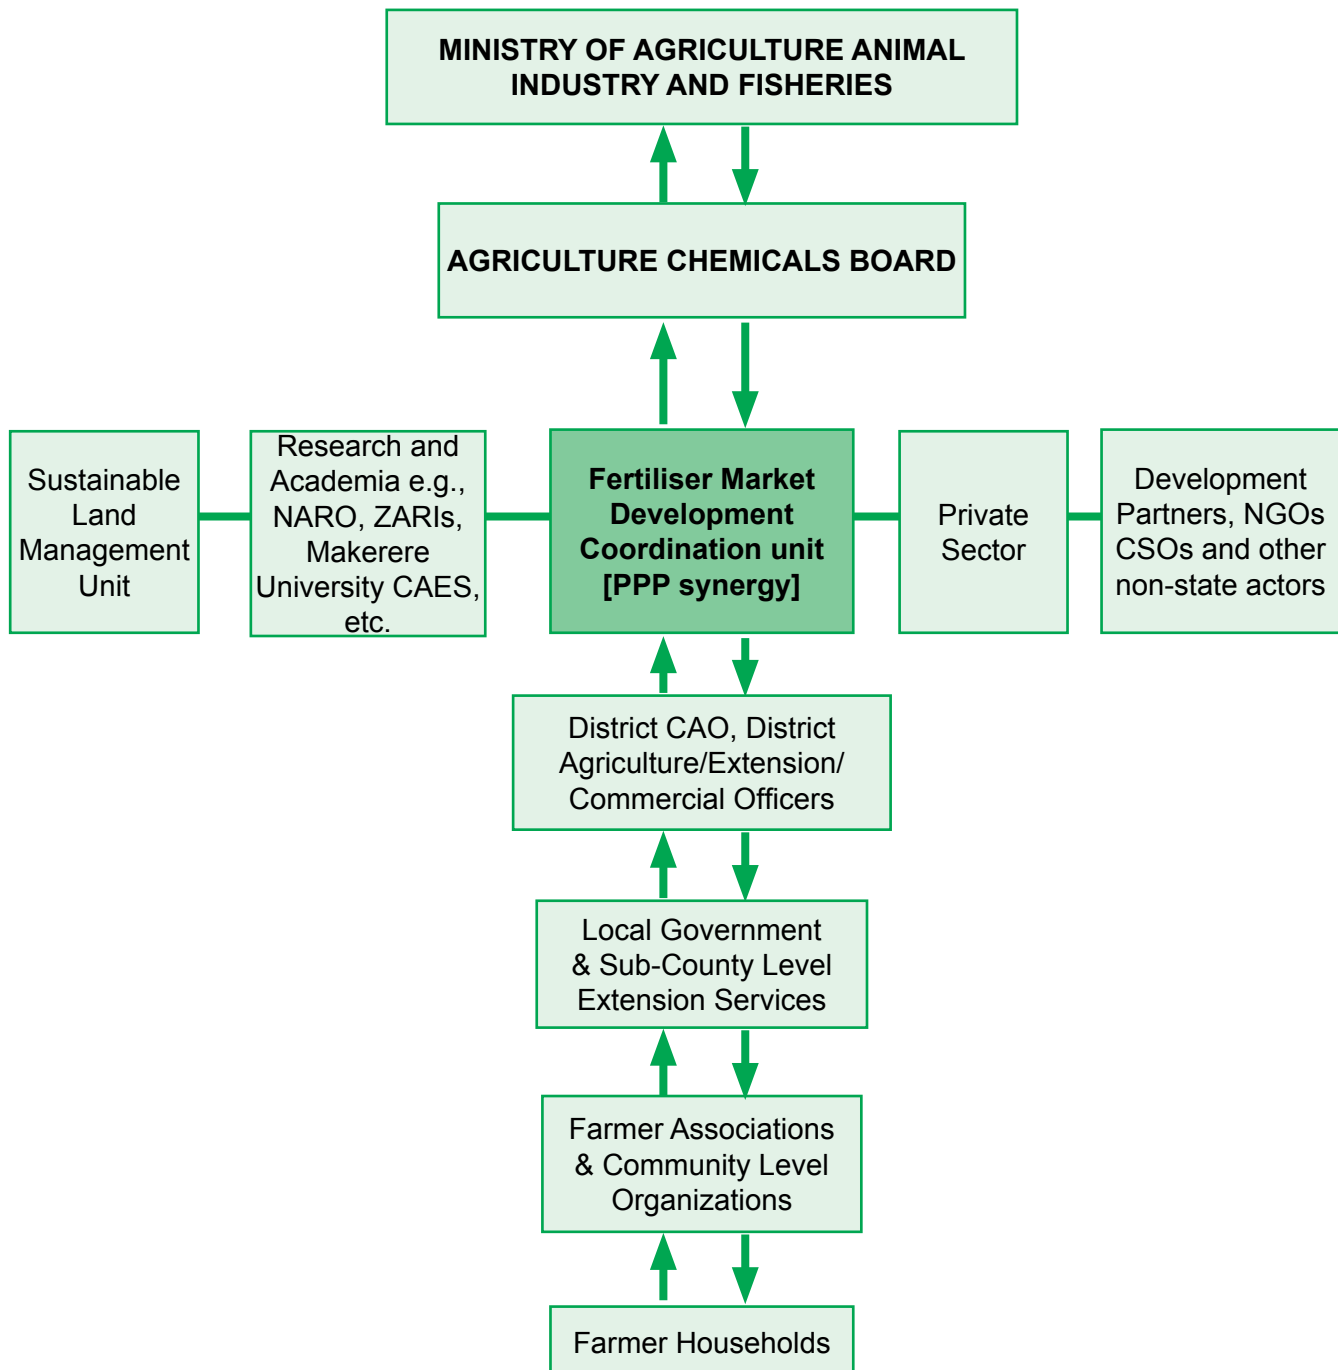 MINISTRY OF AGRICULTURE ANIMAL
INDUSTRY AND FISHERIES
AGRICULTURE CHEMICALS BOARD
Sustainable
Land
Management
Unit
Research and
Academia e.g.,
NARO, ZARIs,
Makerere
University CAES,
etc.
Fertiliser Market
Development
Coordination unit
[PPP synergy]
Private
Sector
Development
Partners, NGOs
CSOs and other
non-state actors
District CAO, District
Agriculture/Extension/
Commercial Officers
Local Government
& Sub-County Level
Extension Services
Farmer Associations
& Community Level
Organizations
Farmer Households